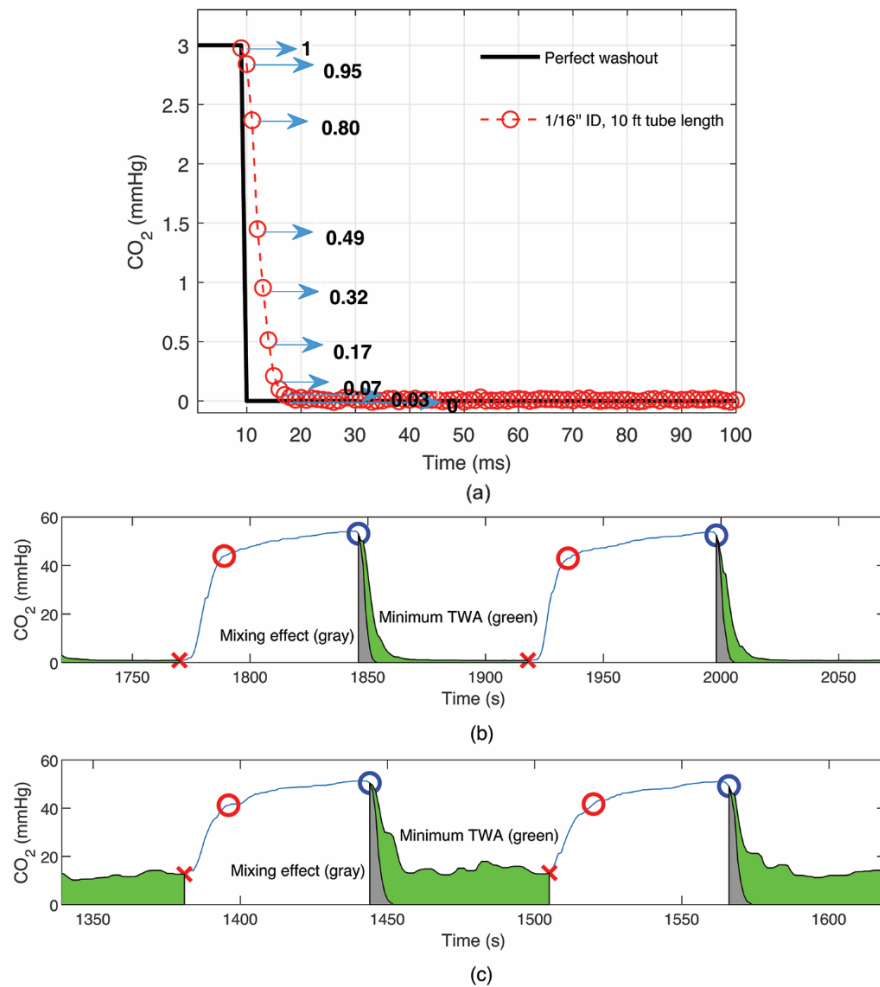 3
2.5
2
1.5
1
0.5
0
CO2 (mmHg)
1
0.95
0.80
0.49
0.32
0.17
0.07
0.03
0
Perfect washout
1/16" ID, 10 ft tube length
10 20 30 40 50 60 70 80 90 100
Time (ms)
(a)
60
40
20
0
CO2 (mmHg)
Mixing effect (gray)
Minimum TWA (green)
1750 1800 1850 1900 1950 2000 2050
Time (s)
(b)
60
40
20
0
CO2 (mmHg)
Mixing effect (gray)
Minimum TWA (green)
1350 1400 1450 1500 1550 1600
Time (s)
(c)